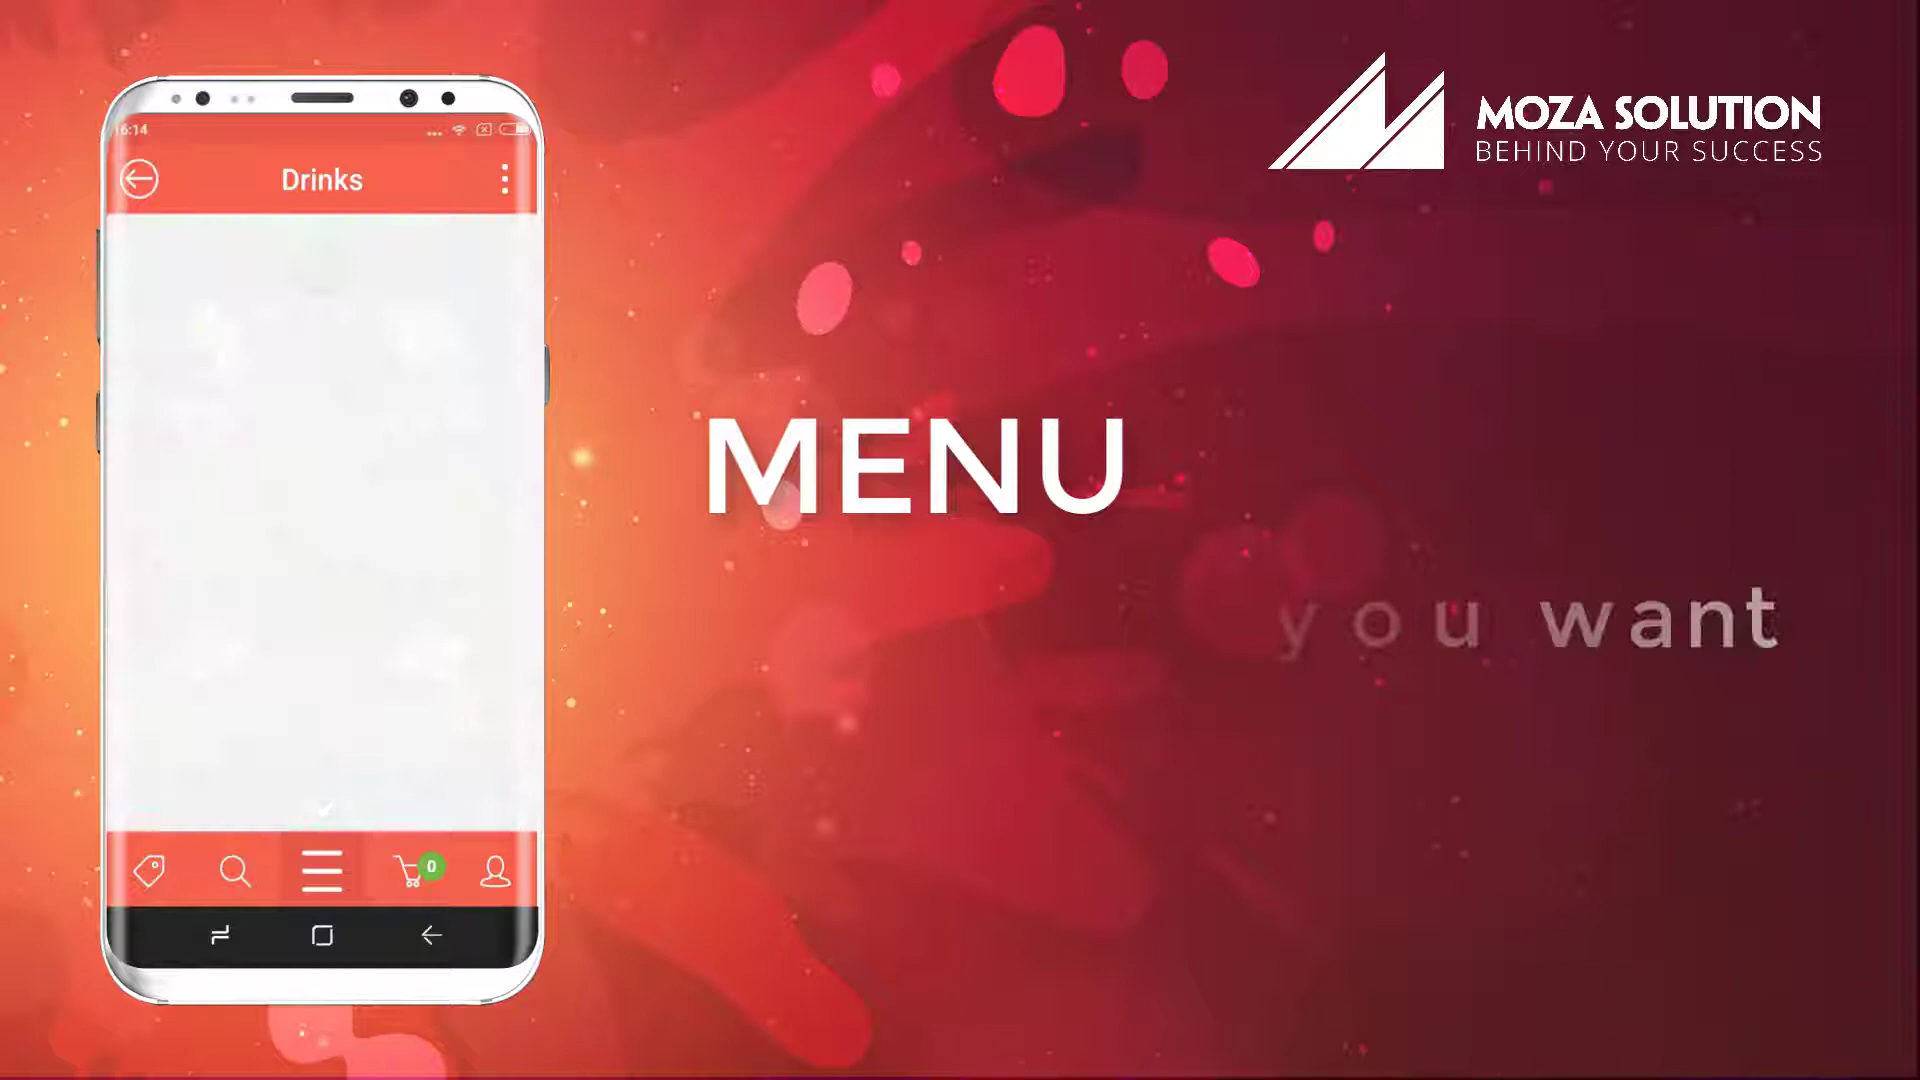 16:14
Drinks
0
MOZA SOLUTION
BEHIND YOUR SUCCESS
MENU
you want